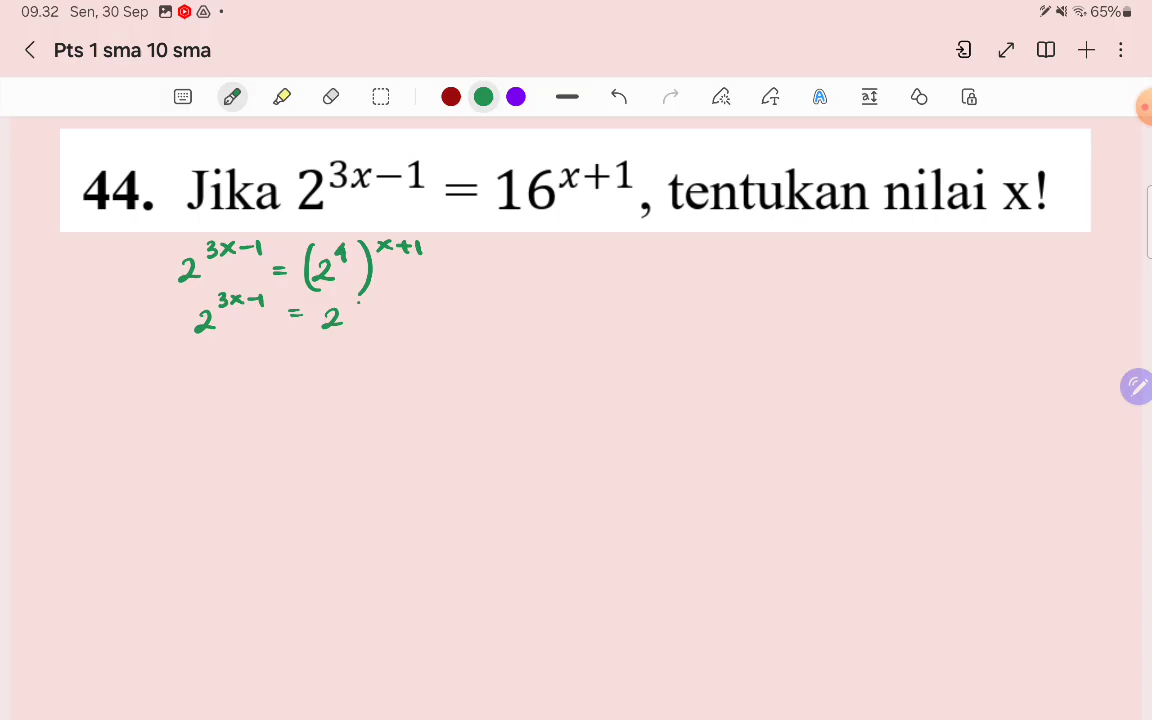 09.32 Sen, 30 Sep 65%
Pts 1 sma 10 sma
44. Jika 2^{3x−1} = 16^{x+1}, tentukan nilai x!
2^{3x-1} = (2^4)^{x+1}
2^{3x-1} = 2